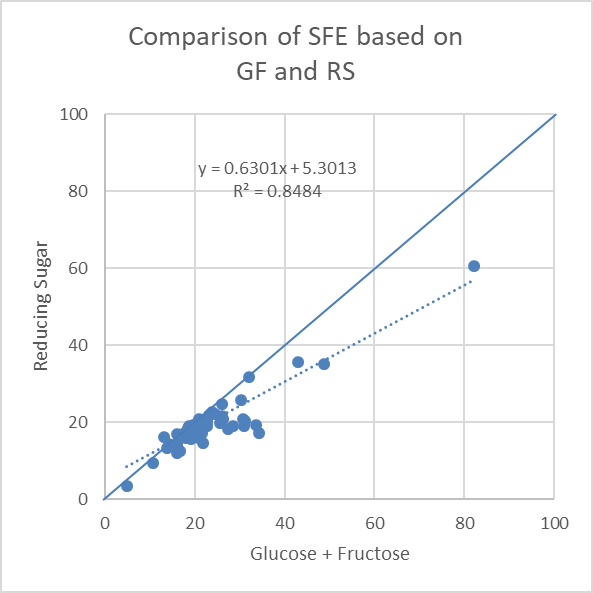 Comparison of SFE based on
GF and RS
100
y = 0.6301x + 5.3013
R² = 0.8484
80
60
40
20
0
Reducing Sugar
0 20 40 60 80 100
Glucose + Fructose